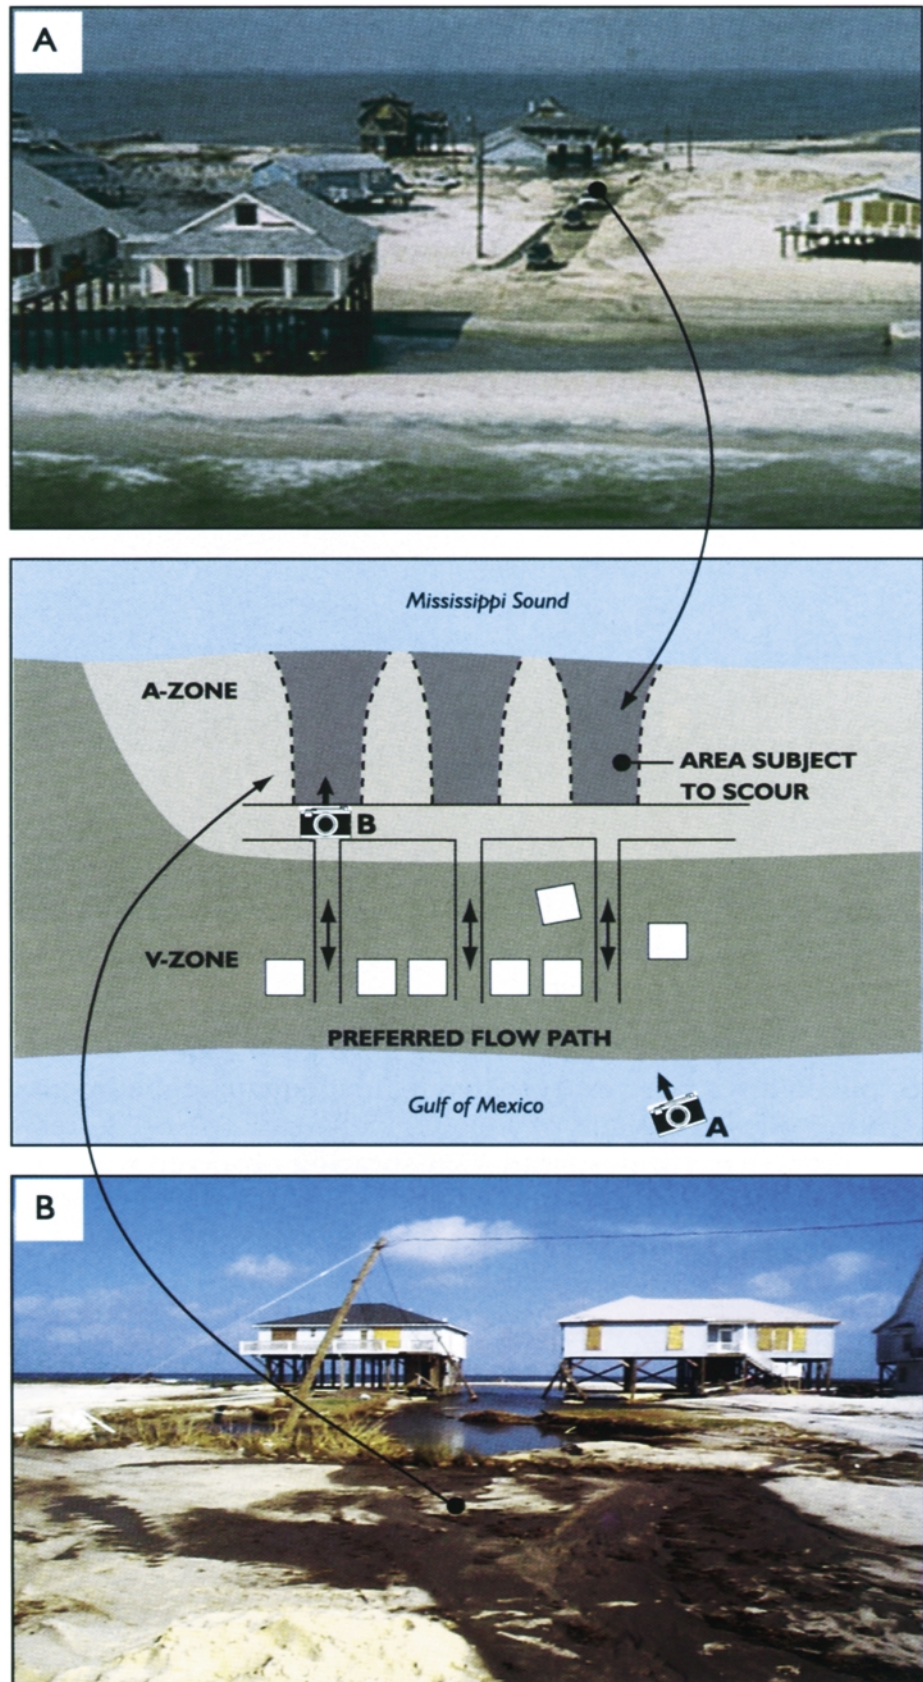 A
Mississippi Sound
A-ZONE
AREA SUBJECT
TO SCOUR
B
V-ZONE
PREFERRED FLOW PATH
Gulf of Mexico
A
B